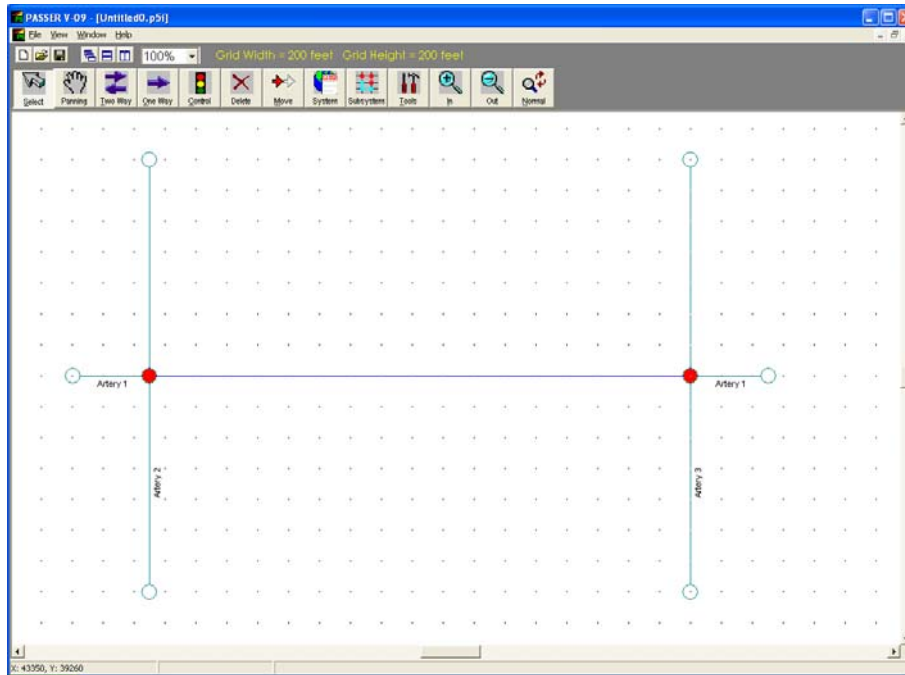 PASSER V-09 - [Untitled0.p5i]
File View Window Help
100% Grid Width = 200 feet Grid Height = 200 feet
Select Panning Two Way One Way Control Delete Move System Subsystem Tools In Out Normal
Artery 1 Artery 1
Artery 2 Artery 3
X: 43350, Y: 39260